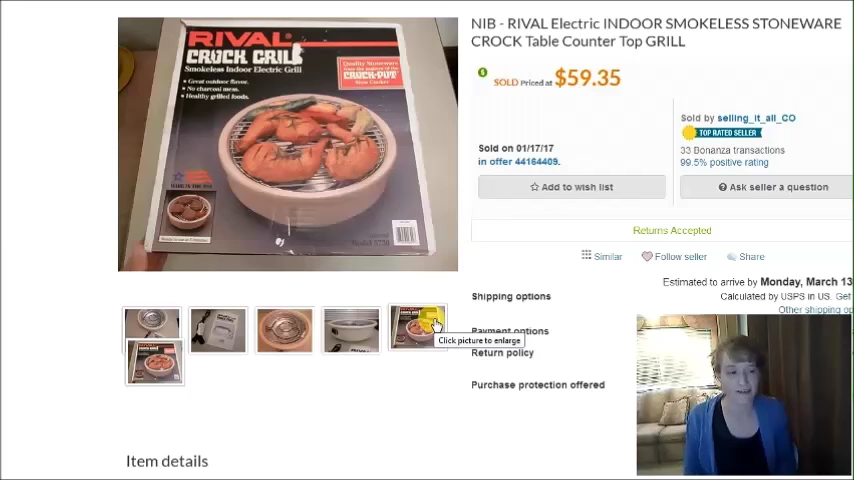 NIB - RIVAL Electric INDOOR SMOKELESS STONEWARE
CROCK Table Counter Top GRILL
SOLD Priced at $59.35
Sold on 01/17/17
in offer 44164409.
Add to wish list
Sold by selling_it_all_CO
TOP RATED SELLER
33 Bonanza transactions
99.5% positive rating
Ask seller a question
Returns Accepted
Similar
Follow seller
Share
Estimated to arrive by Monday, March 13
Shipping options
Calculated by USPS in US. Get
Other shipping op
Payment options
Return policy
Purchase protection offered
RIVAL
CROCK GRILL
Smokeless Indoor Electric Grill
• Great outdoor flavor.
• No charcoal mess.
• Healthy grilled foods.
Quality Stoneware
CROCK-POT
Slow Cooker
Click picture to enlarge
Item details